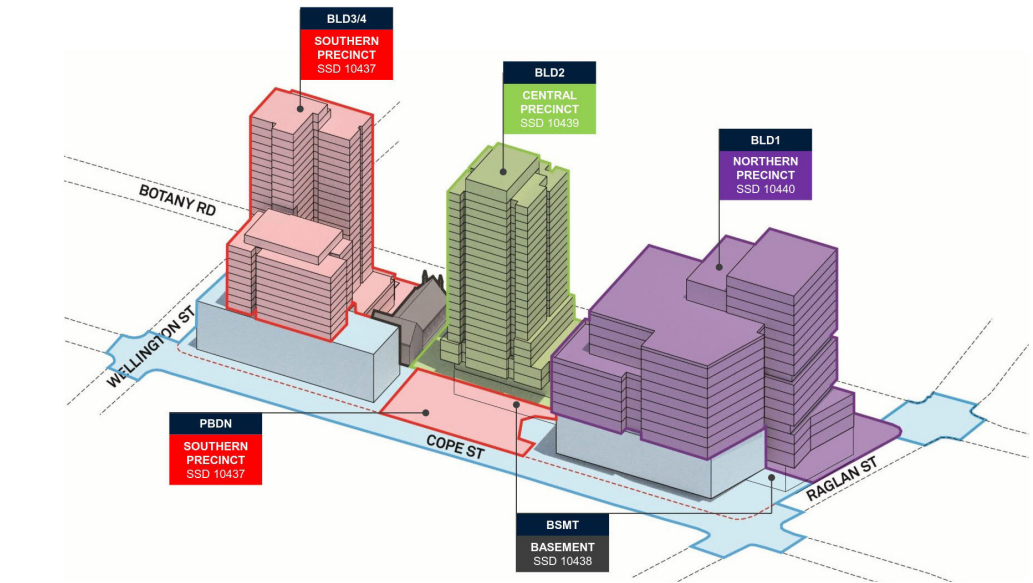 BLD3/4
SOUTHERN
PRECINCT
SSD 10437
BLD2
CENTRAL
PRECINCT
SSD 10439
BLD1
NORTHERN
PRECINCT
SSD 10440
BOTANY RD
WELLINGTON ST
PBDN
SOUTHERN
PRECINCT
SSD 10437
COPE ST
RAGLAN ST
BSMT
BASEMENT
SSD 10438